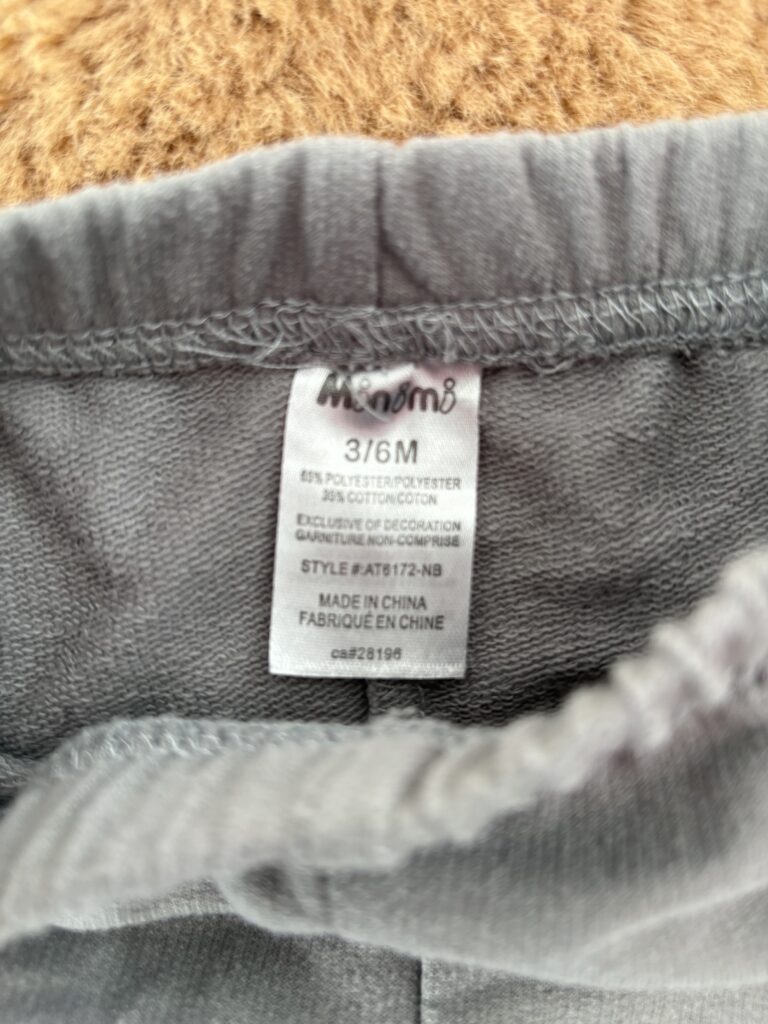 Minimi
3/6M
65% POLYESTER/POLYESTER
35% COTTON/COTON
EXCLUSIVE OF DECORATION
GARNITURE NON-COMPRISE
STYLE #:AT6172-NB
MADE IN CHINA
FABRIQUÉ EN CHINE
ca#28196